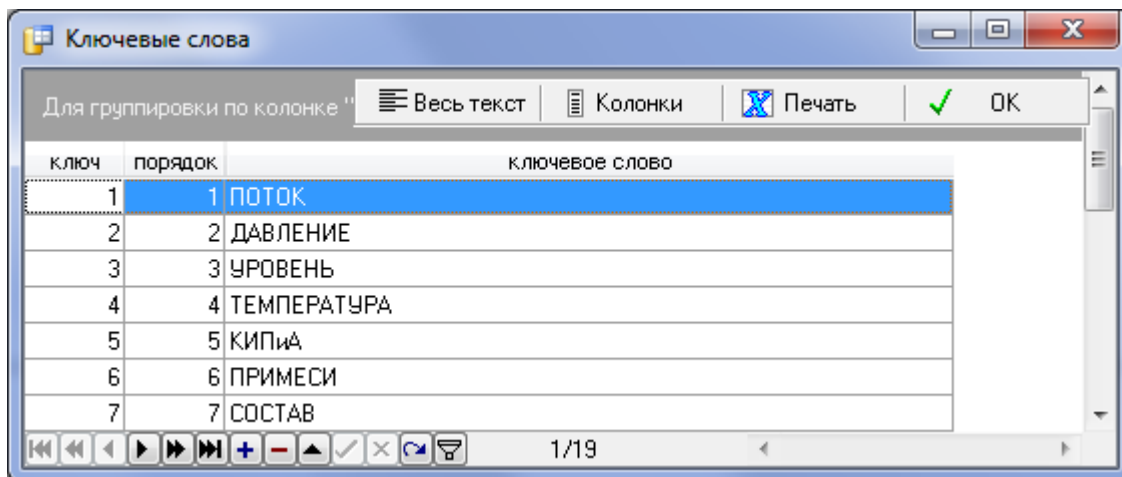 Ключевые слова
Для группировки по колонке "
Весь текст Колонки Печать OK
ключ порядок ключевое слово
1 1 ПОТОК
2 2 ДАВЛЕНИЕ
3 3 УРОВЕНЬ
4 4 ТЕМПЕРАТУРА
5 5 КИПиА
6 6 ПРИМЕСИ
7 7 СОСТАВ
1/19